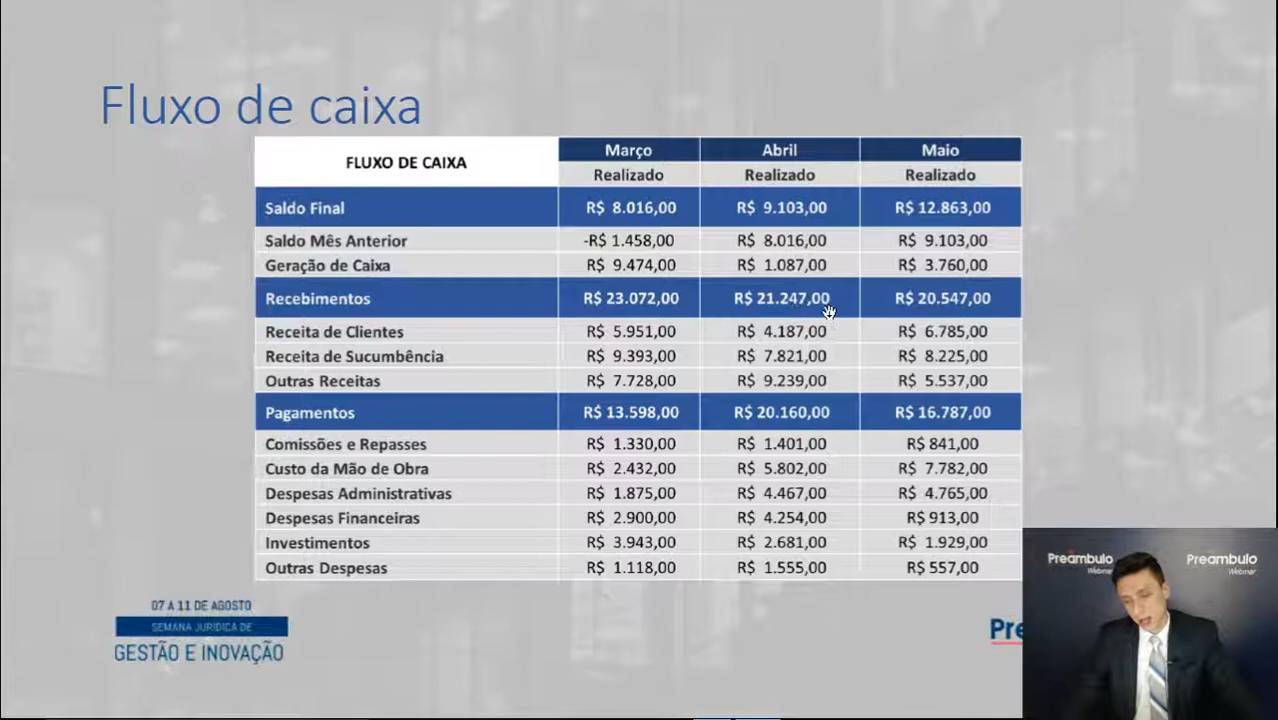 Fluxo de caixa
FLUXO DE CAIXA Março Abril Maio
Realizado Realizado Realizado
Saldo Final R$ 8.016,00 R$ 9.103,00 R$ 12.863,00
Saldo Mês Anterior -R$ 1.458,00 R$ 8.016,00 R$ 9.103,00
Geração de Caixa R$ 9.474,00 R$ 1.087,00 R$ 3.760,00
Recebimentos R$ 23.072,00 R$ 21.247,00 R$ 20.547,00
Receita de Clientes R$ 5.951,00 R$ 4.187,00 R$ 6.785,00
Receita de Sucumbência R$ 9.393,00 R$ 7.821,00 R$ 8.225,00
Outras Receitas R$ 7.728,00 R$ 9.239,00 R$ 5.537,00
Pagamentos R$ 13.598,00 R$ 20.160,00 R$ 16.787,00
Comissões e Repasses R$ 1.330,00 R$ 1.401,00 R$ 841,00
Custo da Mão de Obra R$ 2.432,00 R$ 5.802,00 R$ 7.782,00
Despesas Administrativas R$ 1.875,00 R$ 4.467,00 R$ 4.765,00
Despesas Financeiras R$ 2.900,00 R$ 4.254,00 R$ 913,00
Investimentos R$ 3.943,00 R$ 2.681,00 R$ 1.929,00
Outras Despesas R$ 1.118,00 R$ 1.555,00 R$ 557,00
07 A 11 DE AGOSTO
SEMANA JURÍDICA DE
GESTÃO E INOVAÇÃO
Pre
Preâmbulo Preâmbulo
Webinar Webinar